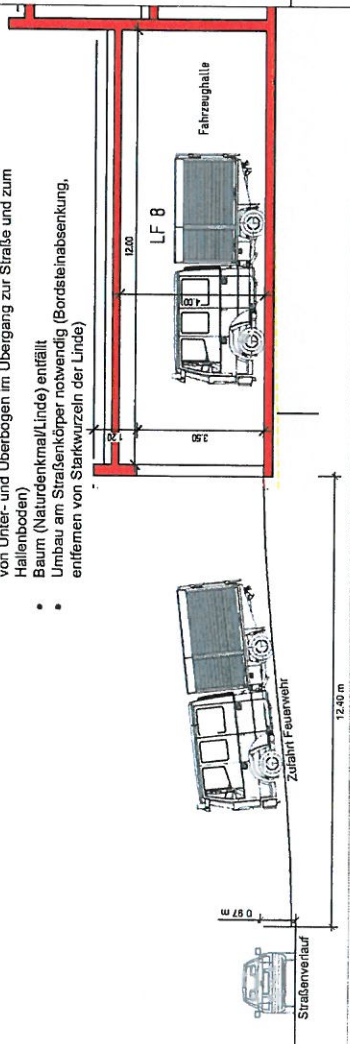 von Unter- und Überbogen im Übergang zur Straße und zum
Hallenboden)
• Baum (Naturdenkmal/Linde) entfällt
• Umbau am Straßenkörper notwendig (Bordsteinabsenkung,
entfernen von Starkwurzeln der Linde)
12.00
LF 8
Fahrzeughalle
4.00
1.20
3.50
Zufahrt Feuerwehr
12.40 m
0.97 m
Straßenverlauf